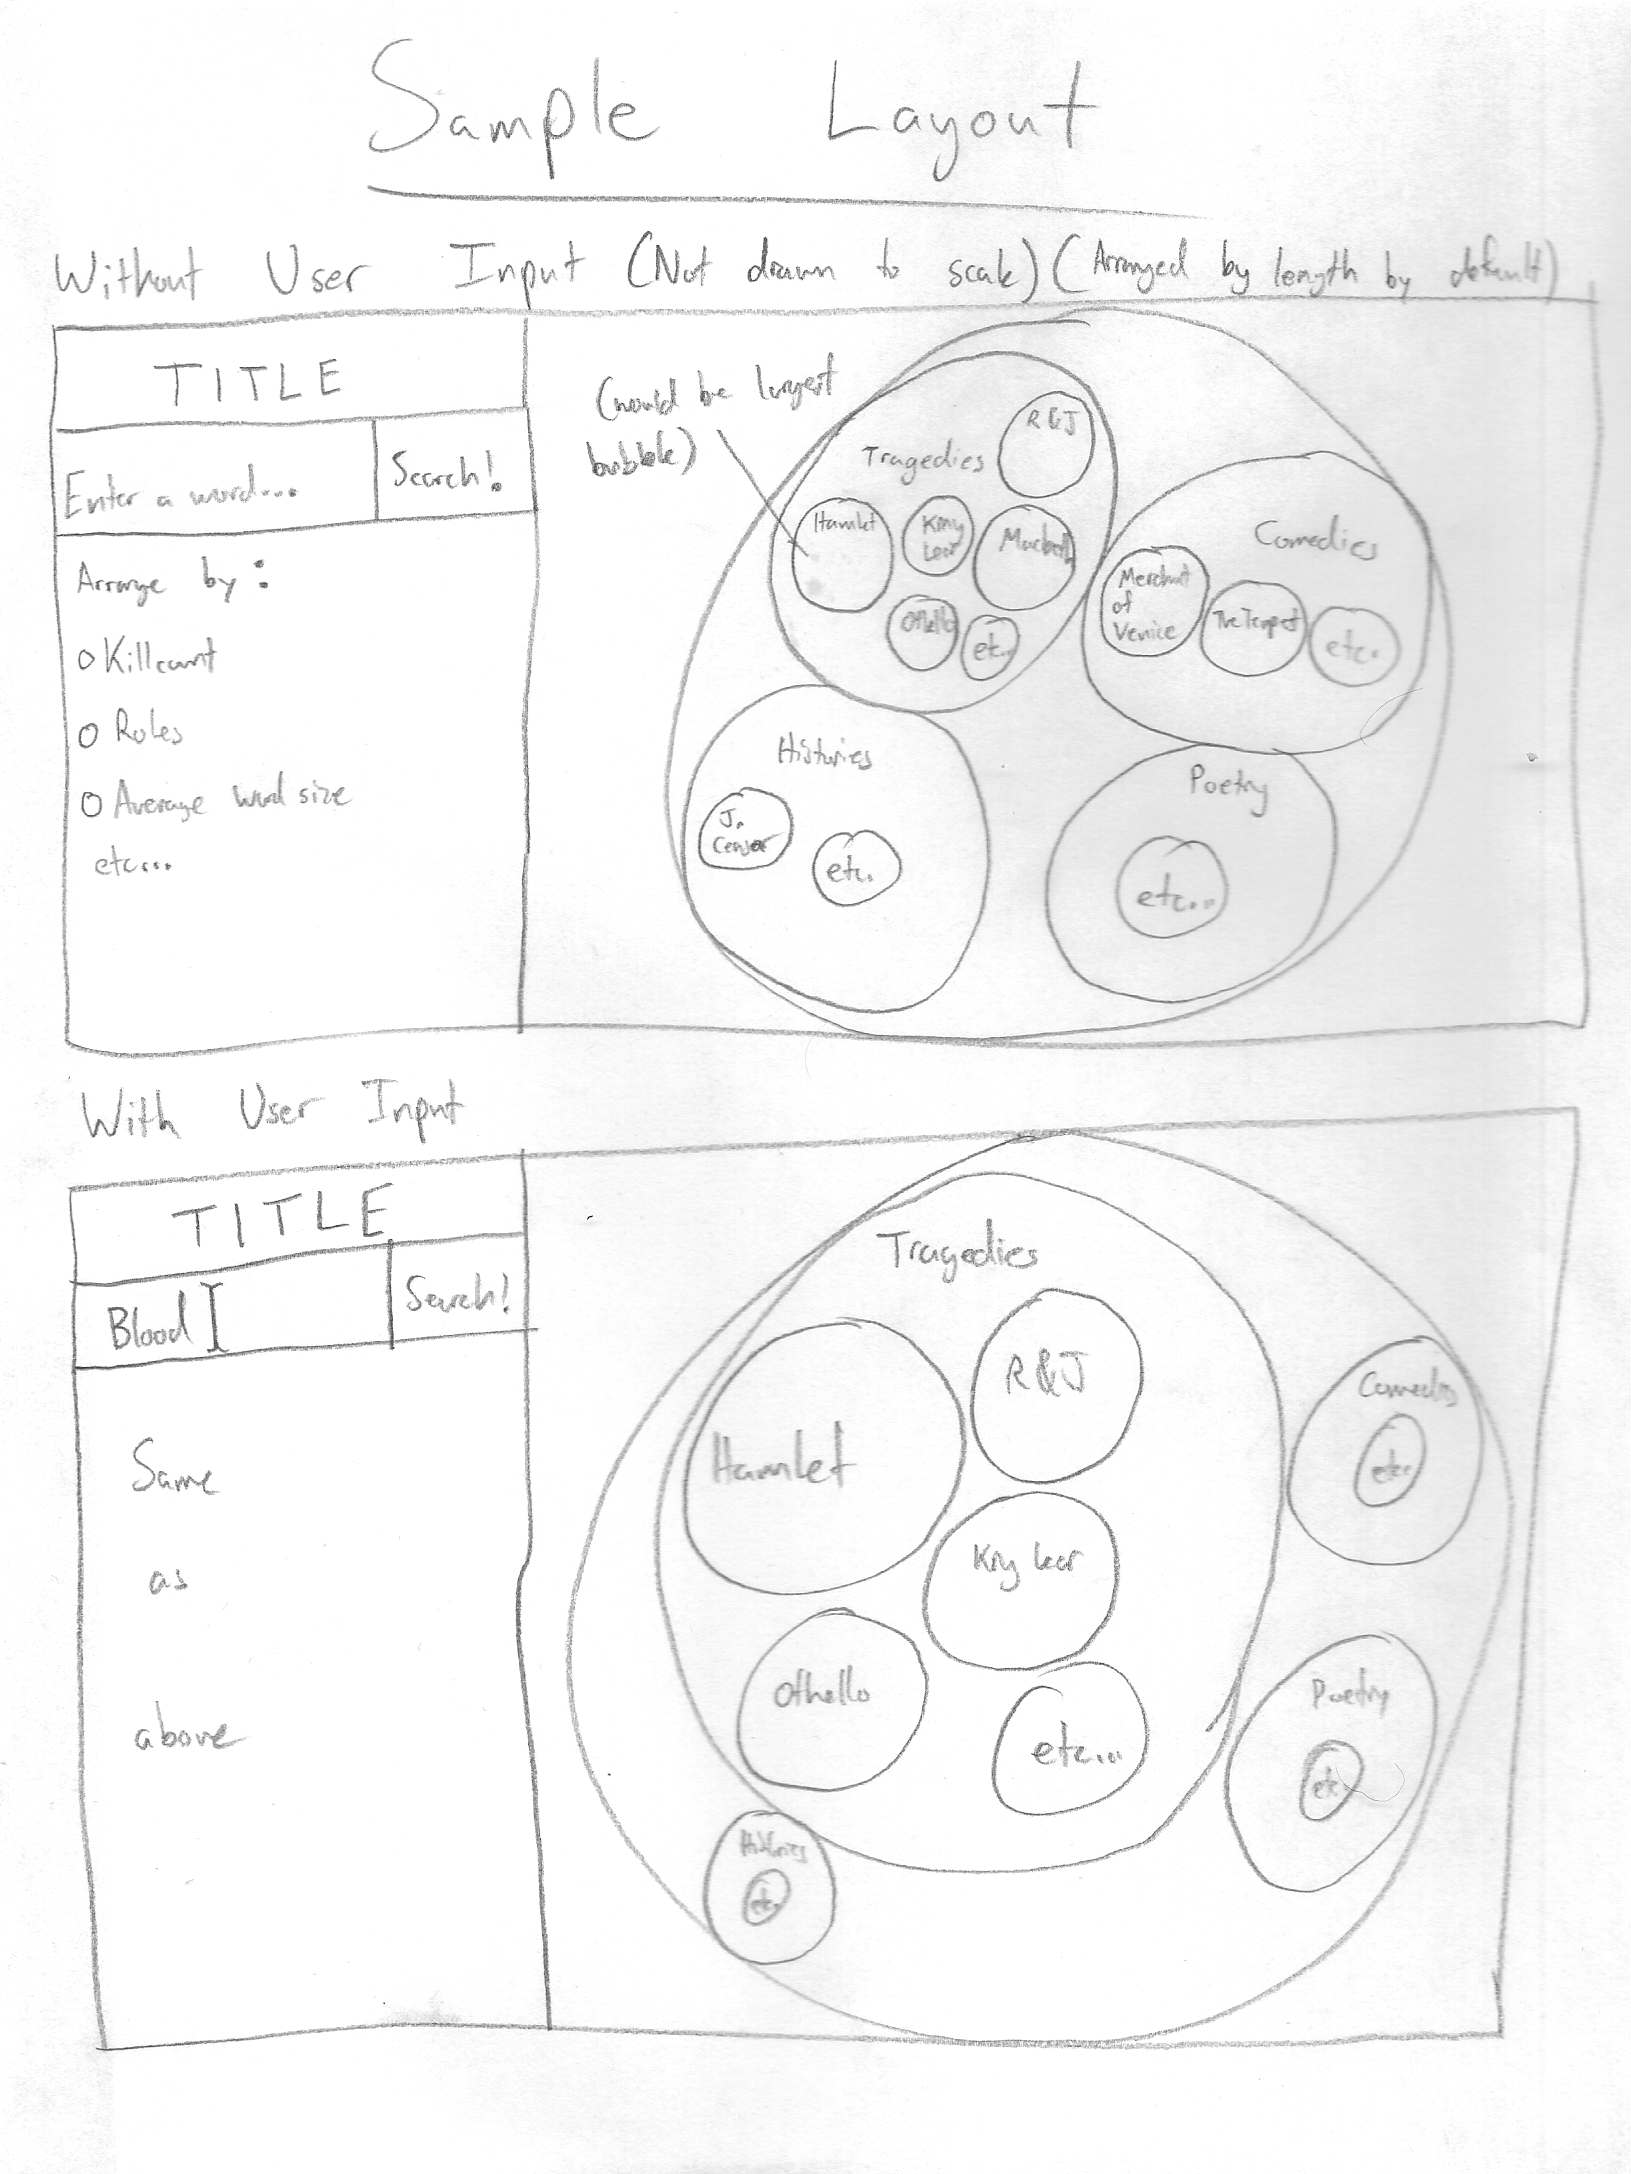 Sample Layout
Without User Input (Not drawn to scale) (Arranged by length by default)
TITLE
Enter a word...
Search!
Arrange by:
Killcount
Roles
Average word size
etc...
(would be largest
bubble)
Tragedies
R&J
Hamlet
King
Lear
Macbeth
Othello
etc..
Comedies
Merchant
of
Venice
The Tempest
etc..
Histories
J.
Ceasar
etc.
Poetry
etc...
With User Input
TITLE
Blood
Search!
Same
as
above
Tragedies
R&J
Hamlet
King Lear
Othello
etc...
Comedies
etc.
Poetry
etc
Histories
etc.